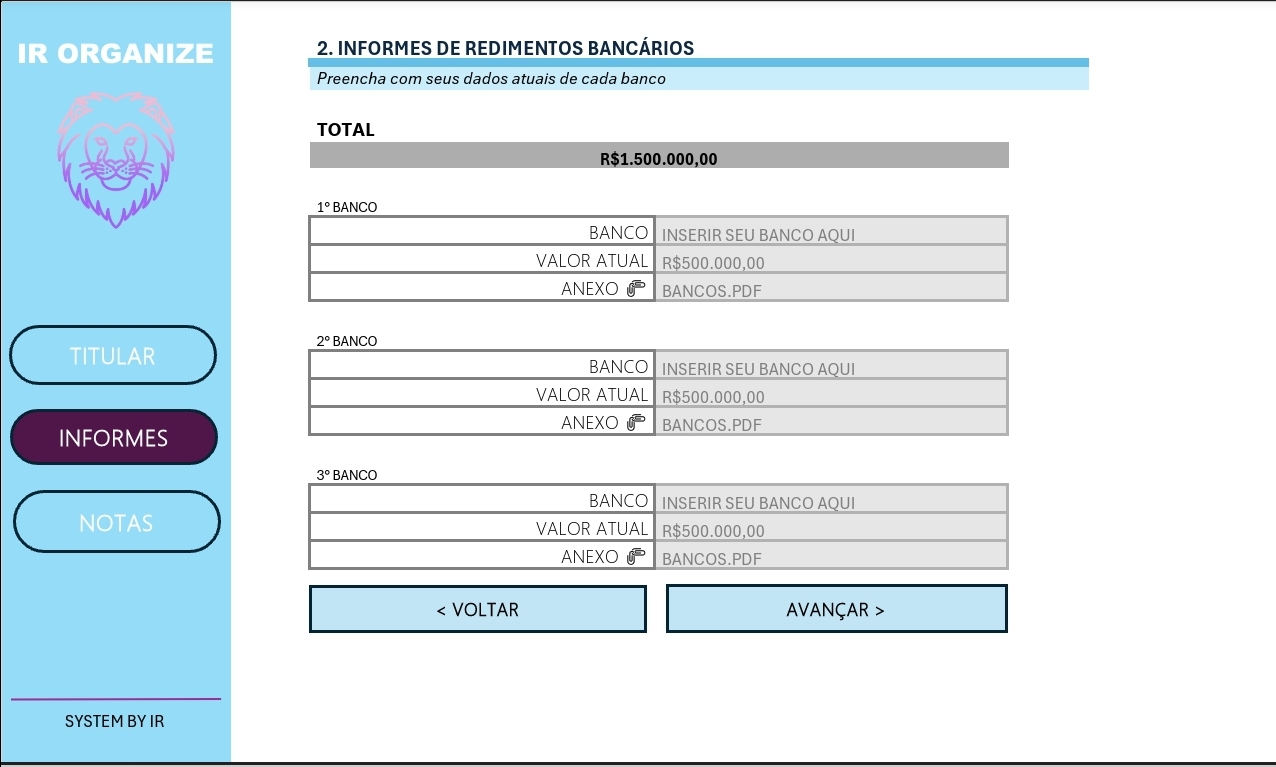 IR ORGANIZE
TITULAR
INFORMES
NOTAS
SYSTEM BY IR
2. INFORMES DE REDIMENTOS BANCÁRIOS
Preencha com seus dados atuais de cada banco
TOTAL
R$1.500.000,00
1º BANCO
BANCO INSERIR SEU BANCO AQUI
VALOR ATUAL R$500.000,00
ANEXO BANCOS.PDF
2º BANCO
BANCO INSERIR SEU BANCO AQUI
VALOR ATUAL R$500.000,00
ANEXO BANCOS.PDF
3º BANCO
BANCO INSERIR SEU BANCO AQUI
VALOR ATUAL R$500.000,00
ANEXO BANCOS.PDF
< VOLTAR AVANÇAR >